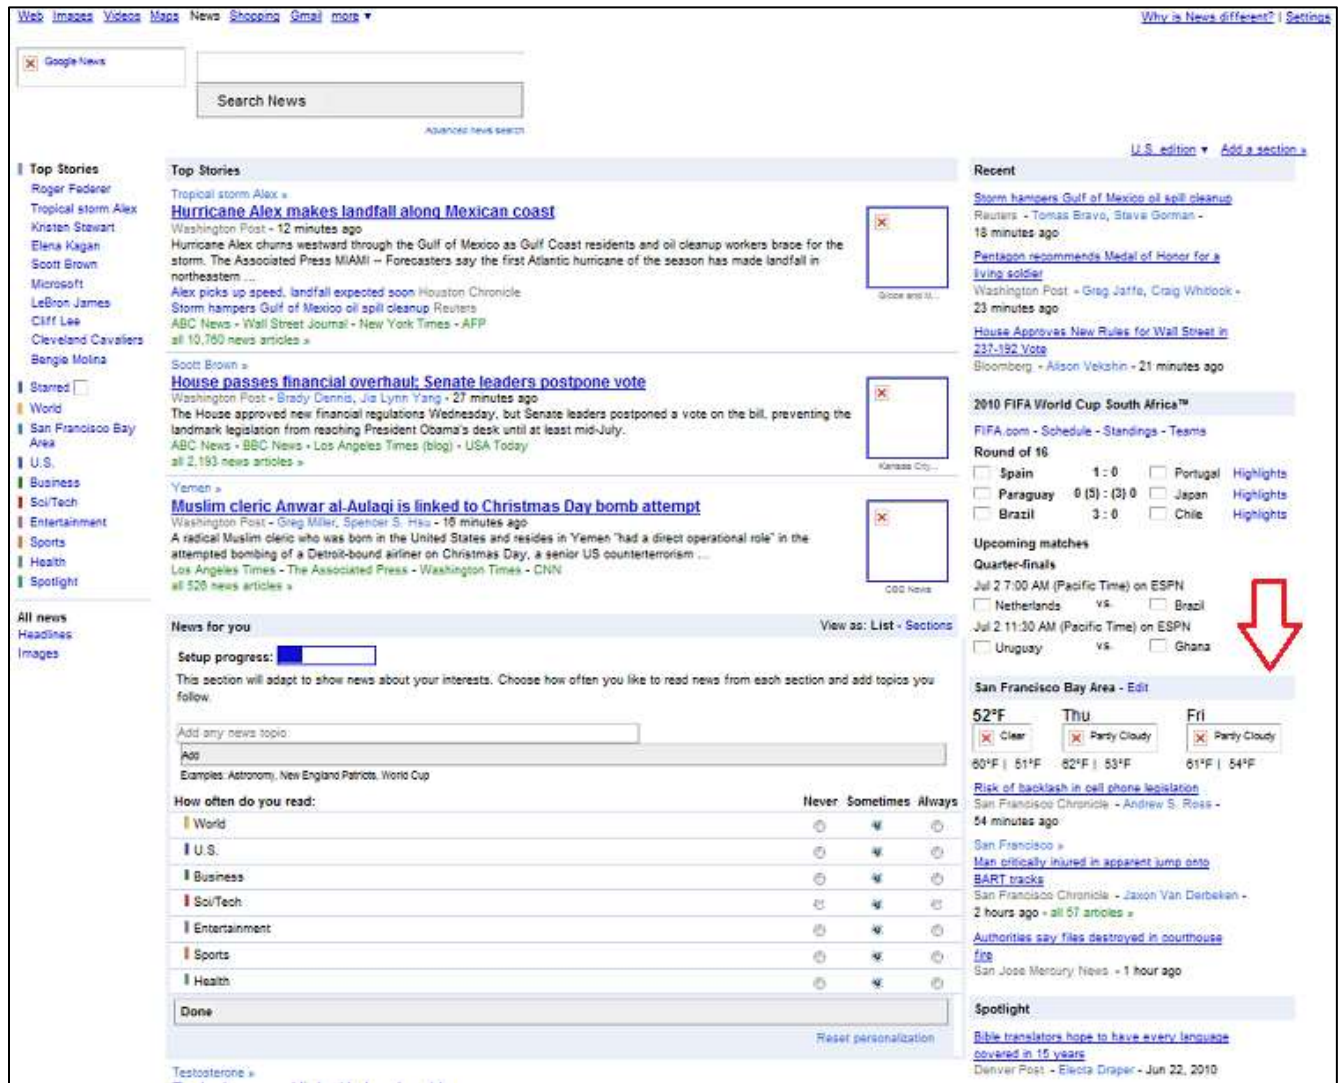 Web Images Videos Maps News Shopping Gmail more ▼
Why is News different? | Settings
Google News
Search News
Advanced news search
U.S. edition ▼ Add a section »
Top Stories
Roger Federer
Tropical storm Alex
Kristen Stewart
Elena Kagan
Scott Brown
Microsoft
LeBron James
Cliff Lee
Cleveland Cavaliers
Bengie Molina
Starred
World
San Francisco Bay
Area
U.S.
Business
Sci/Tech
Entertainment
Sports
Health
Spotlight
All news
Headlines
Images
Top Stories
Tropical storm Alex »
Hurricane Alex makes landfall along Mexican coast
Washington Post - 12 minutes ago
Hurricane Alex churns westward through the Gulf of Mexico as Gulf Coast residents and oil cleanup workers brace for the
storm. The Associated Press MIAMI -- Forecasters say the first Atlantic hurricane of the season has made landfall in
northeastern ...
Alex picks up speed, landfall expected soon Houston Chronicle
Storm hampers Gulf of Mexico oil spill cleanup Reuters
ABC News - Wall Street Journal - New York Times - AFP
all 10,760 news articles »
Globe and M...
Scott Brown »
House passes financial overhaul; Senate leaders postpone vote
Washington Post - Brady Dennis, Jia Lynn Yang - 27 minutes ago
The House approved new financial regulations Wednesday, but Senate leaders postponed a vote on the bill, preventing the
landmark legislation from reaching President Obama's desk until at least mid-July.
ABC News - BBC News - Los Angeles Times (blog) - USA Today
all 2,193 news articles »
Kansas City...
Yemen »
Muslim cleric Anwar al-Aulaqi is linked to Christmas Day bomb attempt
Washington Post - Greg Miller, Spencer S. Hsu - 16 minutes ago
A radical Muslim cleric who was born in the United States and resides in Yemen "had a direct operational role" in the
attempted bombing of a Detroit-bound airliner on Christmas Day, a senior US counterterrorism ...
Los Angeles Times - The Associated Press - Washington Times - CNN
all 526 news articles »
CBC News
News for you
View as: List - Sections
Setup progress:
This section will adapt to show news about your interests. Choose how often you like to read news from each section and add topics you
follow.
Add any news topic
Add
Examples: Astronomy, New England Patriots, World Cup
How often do you read: Never Sometimes Always
World
U.S.
Business
Sci/Tech
Entertainment
Sports
Health
Done
Reset personalization
Testosterone »
Recent
Storm hampers Gulf of Mexico oil spill cleanup
Reuters - Tomas Bravo, Steve Gorman -
18 minutes ago
Pentagon recommends Medal of Honor for a
living soldier
Washington Post - Greg Jaffe, Craig Whitlock -
23 minutes ago
House Approves New Rules for Wall Street in
237-192 Vote
Bloomberg - Alison Vekshin - 21 minutes ago
2010 FIFA World Cup South Africa™
FIFA.com - Schedule - Standings - Teams
Round of 16
Spain 1 : 0 Portugal Highlights
Paraguay 0 (5) : (3) 0 Japan Highlights
Brazil 3 : 0 Chile Highlights
Upcoming matches
Quarter-finals
Jul 2 7:00 AM (Pacific Time) on ESPN
Netherlands vs. Brazil
Jul 2 11:30 AM (Pacific Time) on ESPN
Uruguay vs. Ghana
San Francisco Bay Area - Edit
52°F Thu Fri
Clear Partly Cloudy Partly Cloudy
60°F | 51°F 62°F | 53°F 61°F | 54°F
Risk of backlash in cell phone legislation
San Francisco Chronicle - Andrew S. Ross -
54 minutes ago
San Francisco »
Man critically injured in apparent jump onto
BART tracks
San Francisco Chronicle - Jaxon Van Derbeken -
2 hours ago - all 57 articles »
Authorities say files destroyed in courthouse
fire
San Jose Mercury News - 1 hour ago
Spotlight
Bible translators hope to have every language
covered in 15 years
Denver Post - Electa Draper - Jun 22, 2010